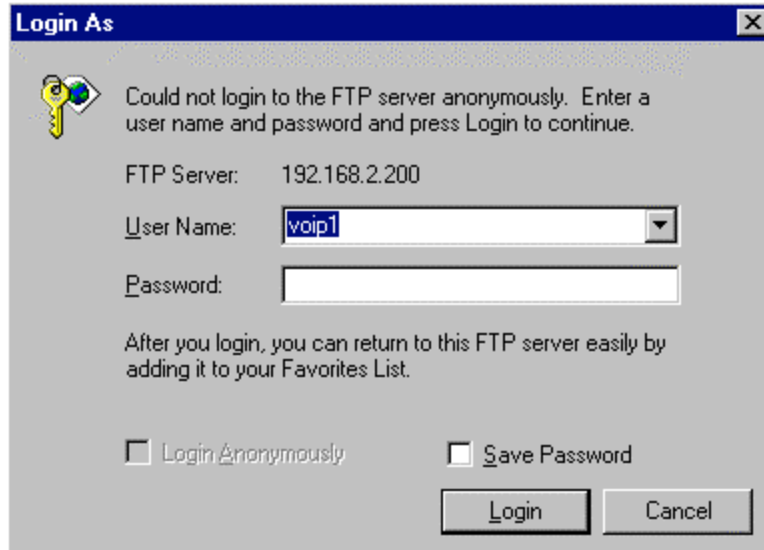 Login As
Could not login to the FTP server anonymously. Enter a
user name and password and press Login to continue.
FTP Server: 192.168.2.200
User Name: voip1
Password:
After you login, you can return to this FTP server easily by
adding it to your Favorites List.
Login Anonymously Save Password
Login Cancel